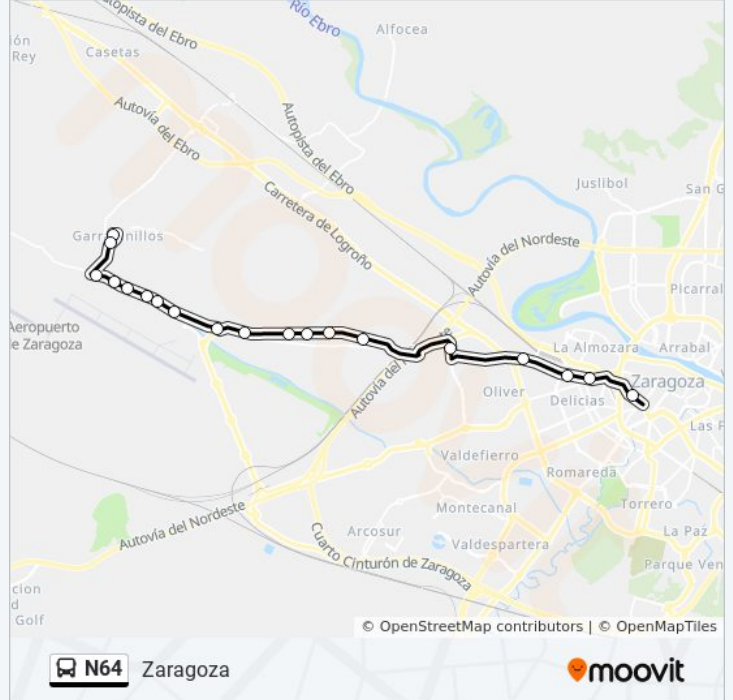 Autopista del Ebro
Río Ebro
Alfocea
Rey
Casetas
Autovía del Ebro
Autopista del Ebro
Juslibol
San G
Carretera de Logroño
Autovía del Nordeste
Picarral
Aeropuerto
de Zaragoza
La Almozara
Arrabal
Zaragoza
Autovía del
Oliver
Delicias
Las F
Valdefierro
Romareda
Montecanal
Torrero
Autovía del Nordeste
Arcosur
La Paz
Valdespartera
Cuarto Cinturón de Zaragoza
Parque Ven
Golf
© OpenStreetMap contributors | © OpenMapTiles
N64 Zaragoza
moovit